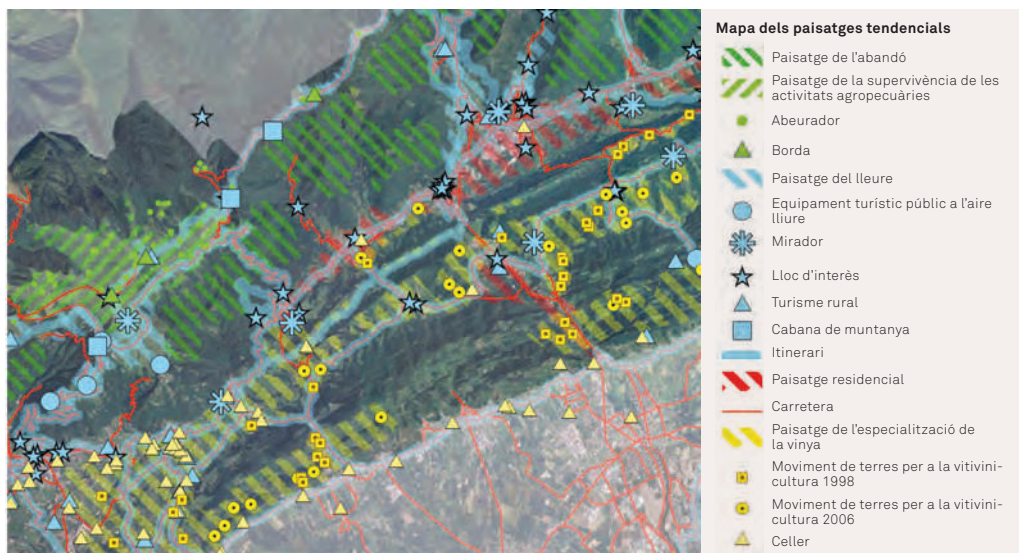 Mapa dels paisatges tendencials
Paisatge de l'abandó
Paisatge de la supervivència de les
activitats agropecuàries
Abeurador
Borda
Paisatge del lleure
Equipament turístic públic a l'aire
lliure
Mirador
Lloc d'interès
Turisme rural
Cabana de muntanya
Itinerari
Paisatge residencial
Carretera
Paisatge de l'especialització de
la vinya
Moviment de terres per a la vitivini-
cultura 1998
Moviment de terres per a la vitivini-
cultura 2006
Celler